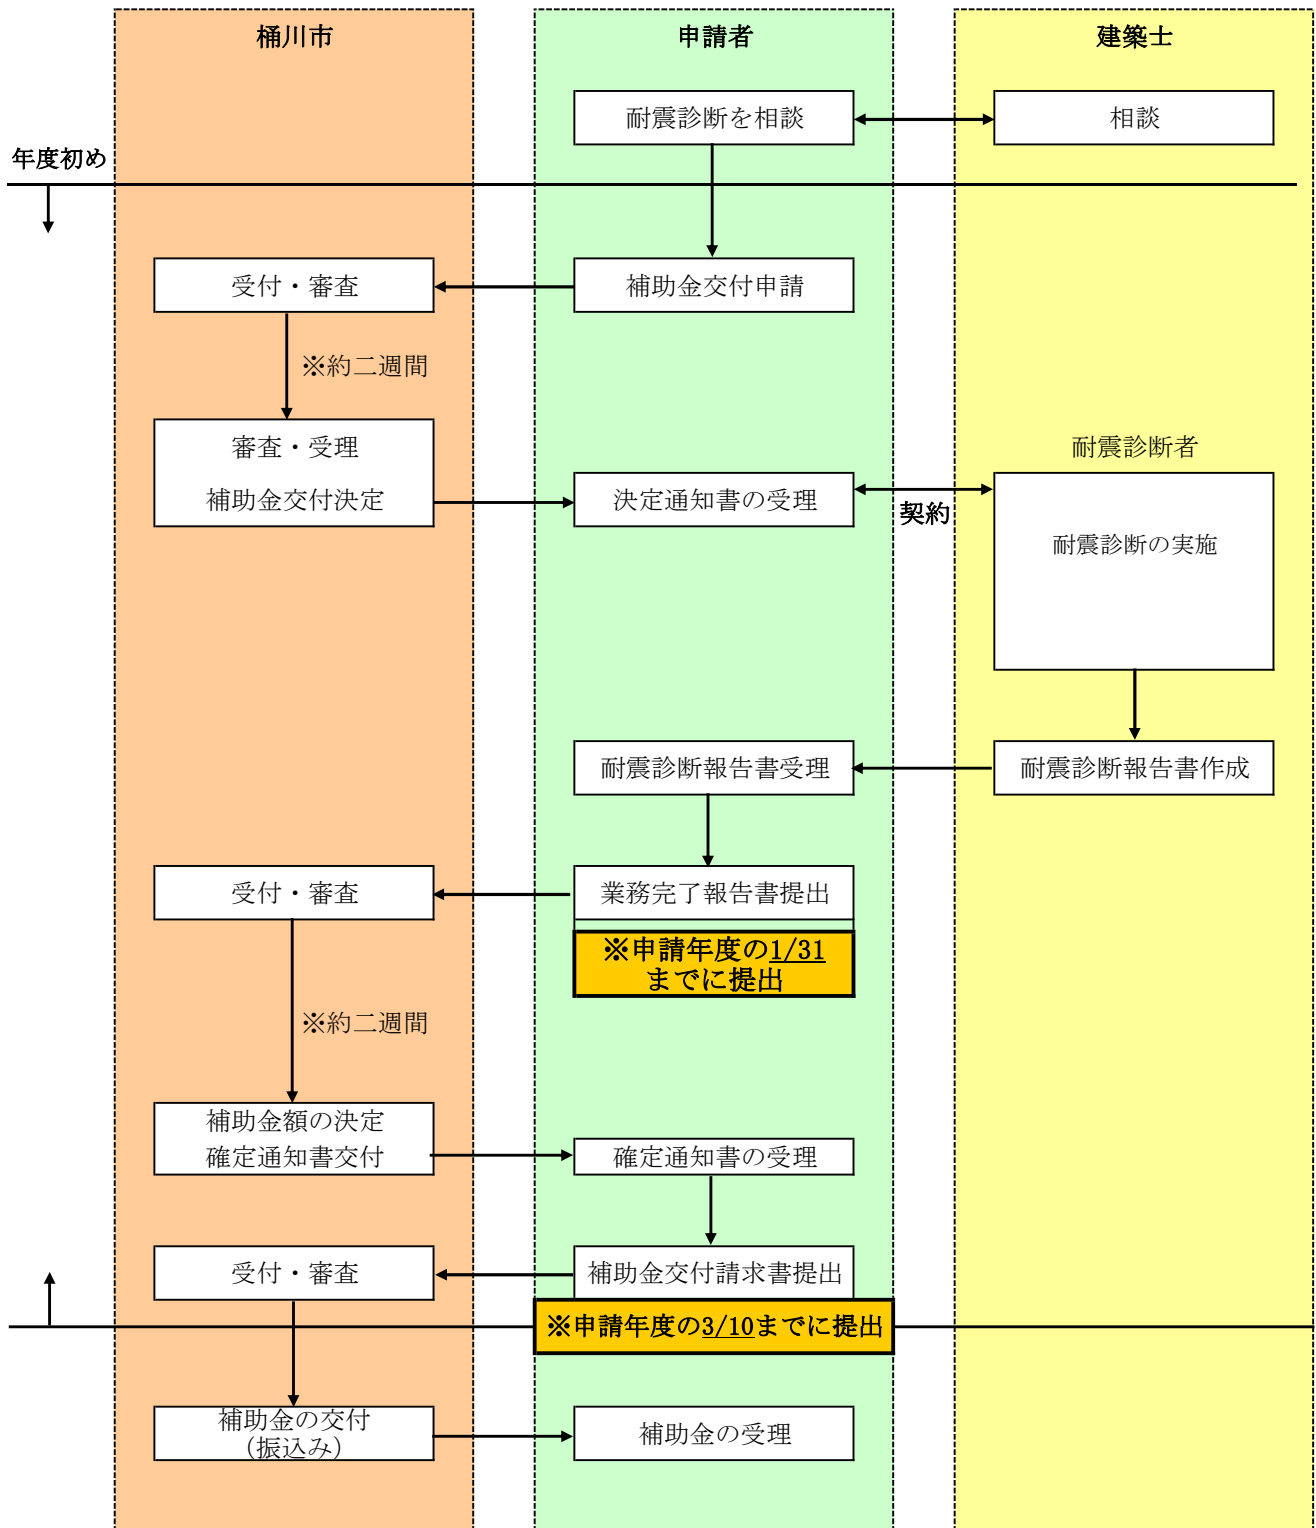 桶川市
申請者
建築士
耐震診断を相談
相談
年度初め
受付・審査
補助金交付申請
※約二週間
審査・受理
補助金交付決定
決定通知書の受理
契約
耐震診断者
耐震診断の実施
耐震診断報告書受理
耐震診断報告書作成
受付・審査
業務完了報告書提出
※申請年度の1/31
までに提出
※約二週間
補助金額の決定
確定通知書交付
確定通知書の受理
受付・審査
補助金交付請求書提出
※申請年度の3/10までに提出
補助金の交付
(振込み)
補助金の受理